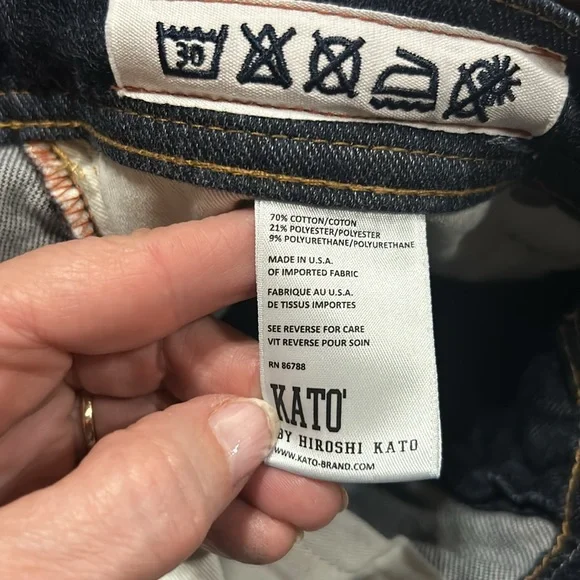 30
70% COTTON/COTON
21% POLYESTER/POLYESTER
9% POLYURETHANE/POLYURETHANE
MADE IN U.S.A.
OF IMPORTED FABRIC
FABRIQUE AU U.S.A.
DE TISSUS IMPORTES
SEE REVERSE FOR CARE
VIT REVERSE POUR SOIN
RN 86788
KATO'
BY HIROSHI KATO
WWW.KATO-BRAND.COM